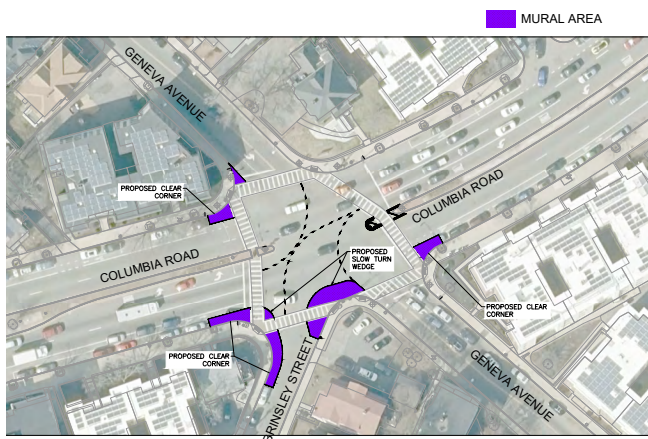 MURAL AREA
GENEVA AVENUE
PROPOSED CLEAR
CORNER
COLUMBIA ROAD
COLUMBIA ROAD
PROPOSED
SLOW TURN
WEDGE
PROPOSED CLEAR
CORNER
PROPOSED CLEAR
CORNER
GENEVA AVENUE
BRINSLEY STREET